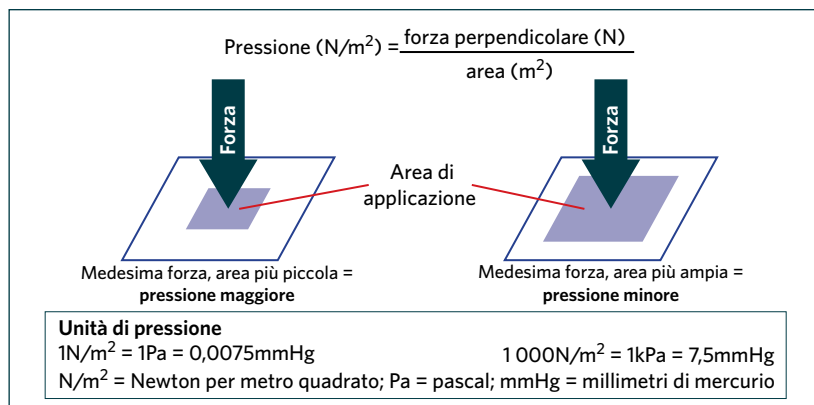 Pressione (N/m²) = forza perpendicolare (N)
area (m²)
Forza
Forza
Area di
applicazione
Medesima forza, area più piccola =
pressione maggiore
Medesima forza, area più ampia =
pressione minore
Unità di pressione
1N/m² = 1Pa = 0,0075mmHg
1 000N/m² = 1kPa = 7,5mmHg
N/m² = Newton per metro quadrato; Pa = pascal; mmHg = millimetri di mercurio